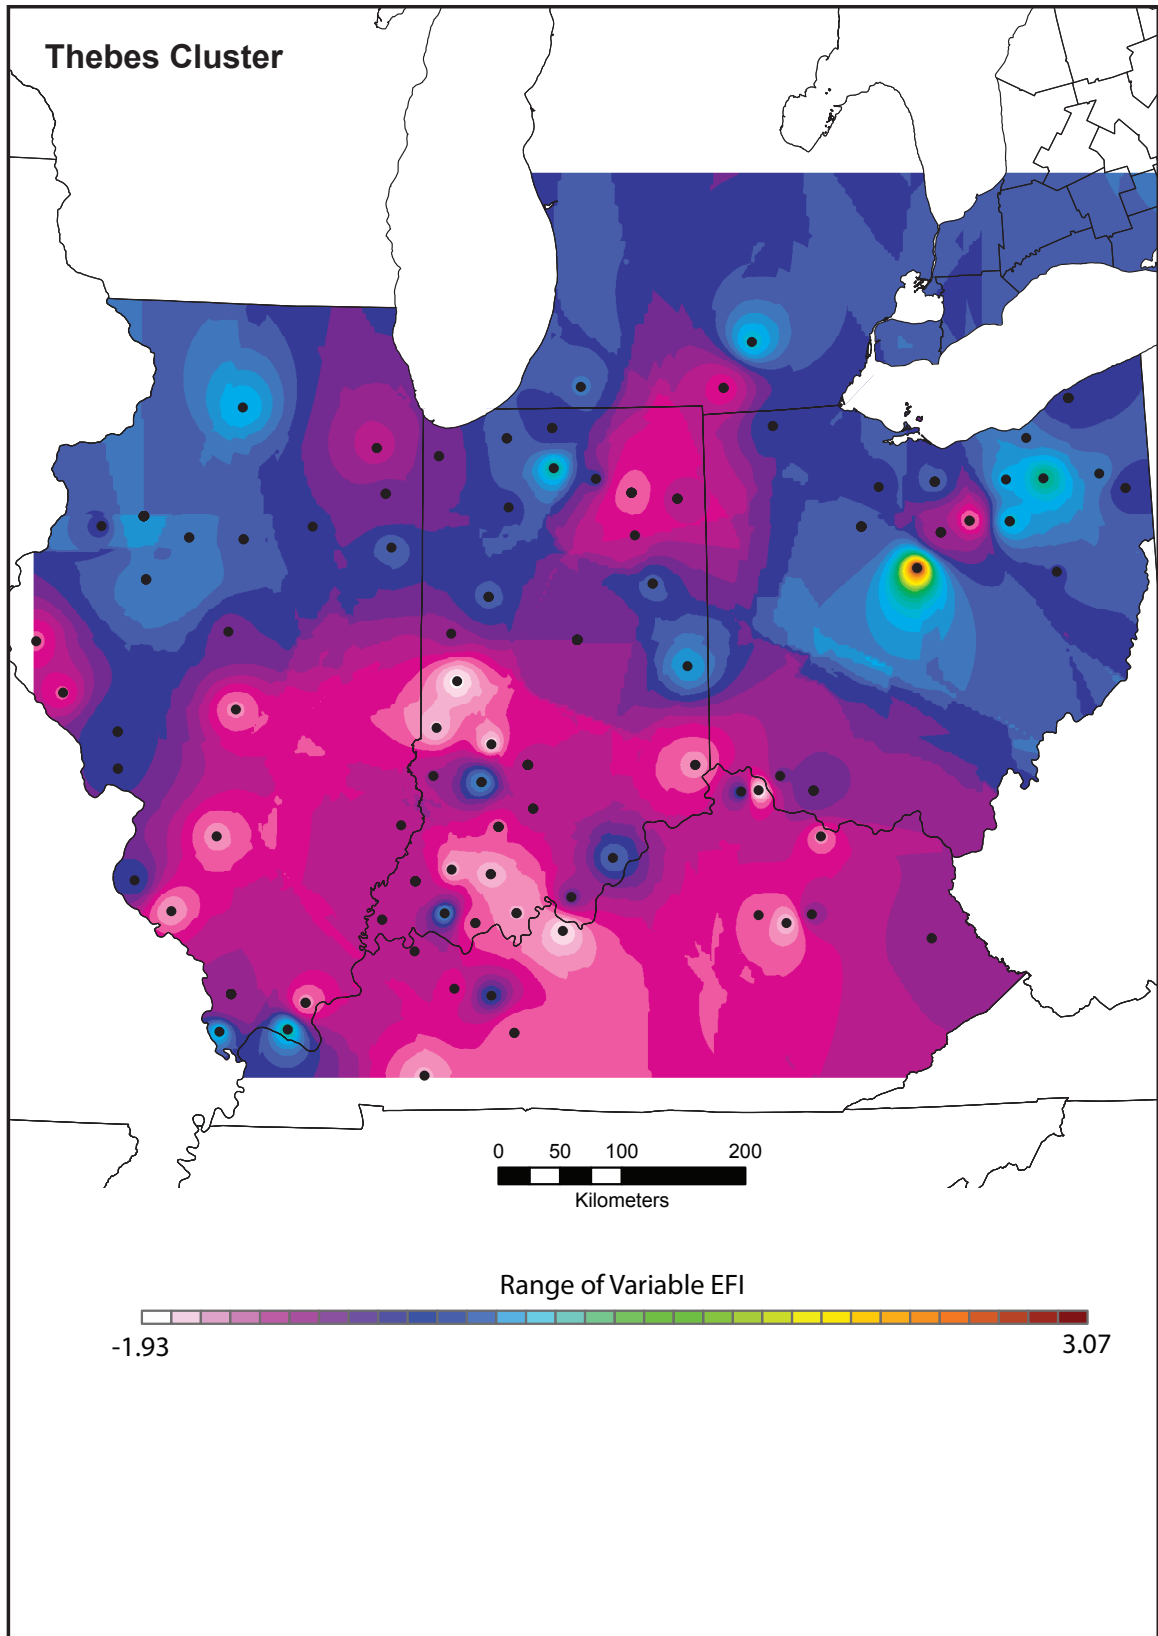 Thebes Cluster
0 50 100 200
Kilometers
Range of Variable EFI
-1.93 3.07